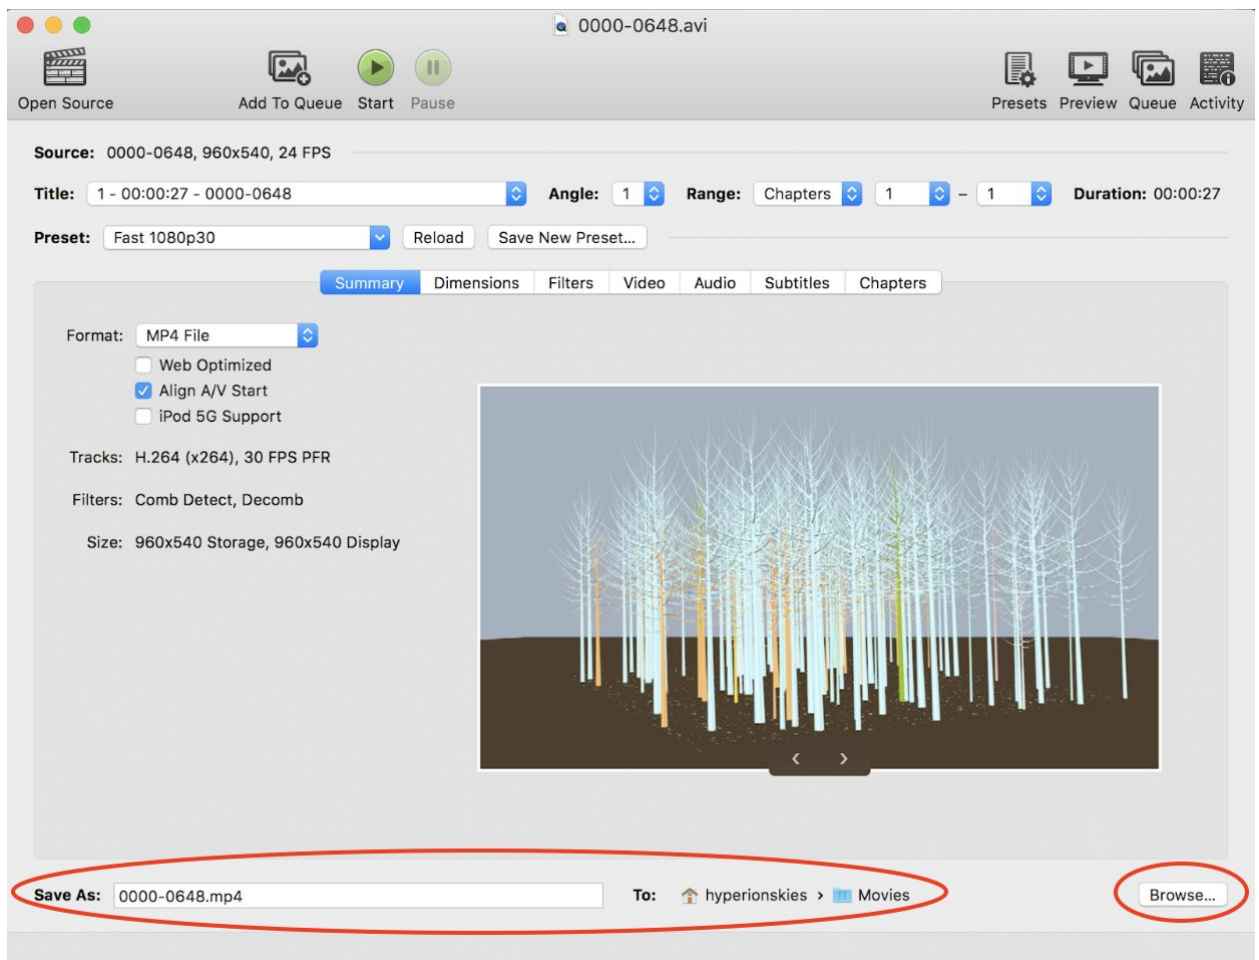 0000-0648.avi
Open Source Add To Queue Start Pause Presets Preview Queue Activity
Source: 0000-0648, 960x540, 24 FPS
Title: 1 - 00:00:27 - 0000-0648 Angle: 1 Range: Chapters 1 – 1 Duration: 00:00:27
Preset: Fast 1080p30 Reload Save New Preset...
Summary Dimensions Filters Video Audio Subtitles Chapters
Format: MP4 File
Web Optimized
Align A/V Start
iPod 5G Support
Tracks: H.264 (x264), 30 FPS PFR
Filters: Comb Detect, Decomb
Size: 960x540 Storage, 960x540 Display
Save As: 0000-0648.mp4 To: hyperionskies › Movies Browse...